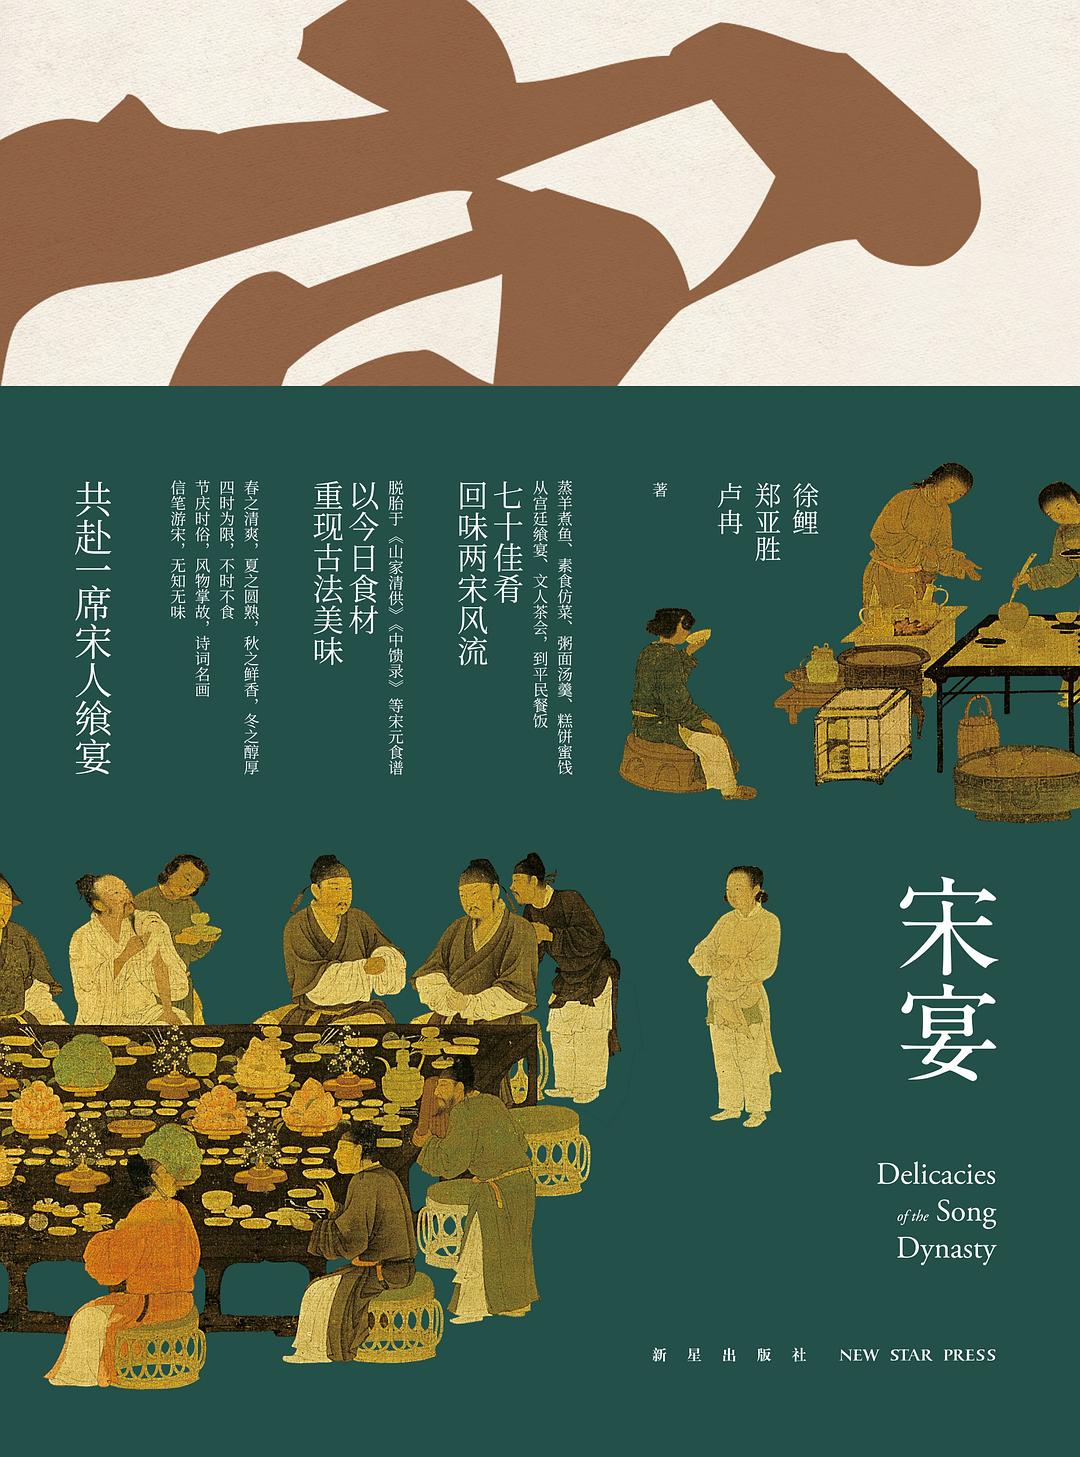 徐鲤
郑亚胜
卢冉
著
蒸羊煮鱼、素食仿菜、粥面汤羹、糕饼蜜饯
从宫廷飨宴、文人茶会，到平民餐饭
七十佳肴
回味两宋风流
脱胎于《山家清供》《中馈录》等宋元食谱
以今日食材
重现古法美味
春之清爽，夏之圆熟，秋之鲜香，冬之醇厚
四时为限，不时不食
节庆时俗，风物掌故，诗词名画
信笔游宋，无知无味
共赴一席宋人飨宴
宋宴
Delicacies
of the Song
Dynasty
新星出版社 NEW STAR PRESS